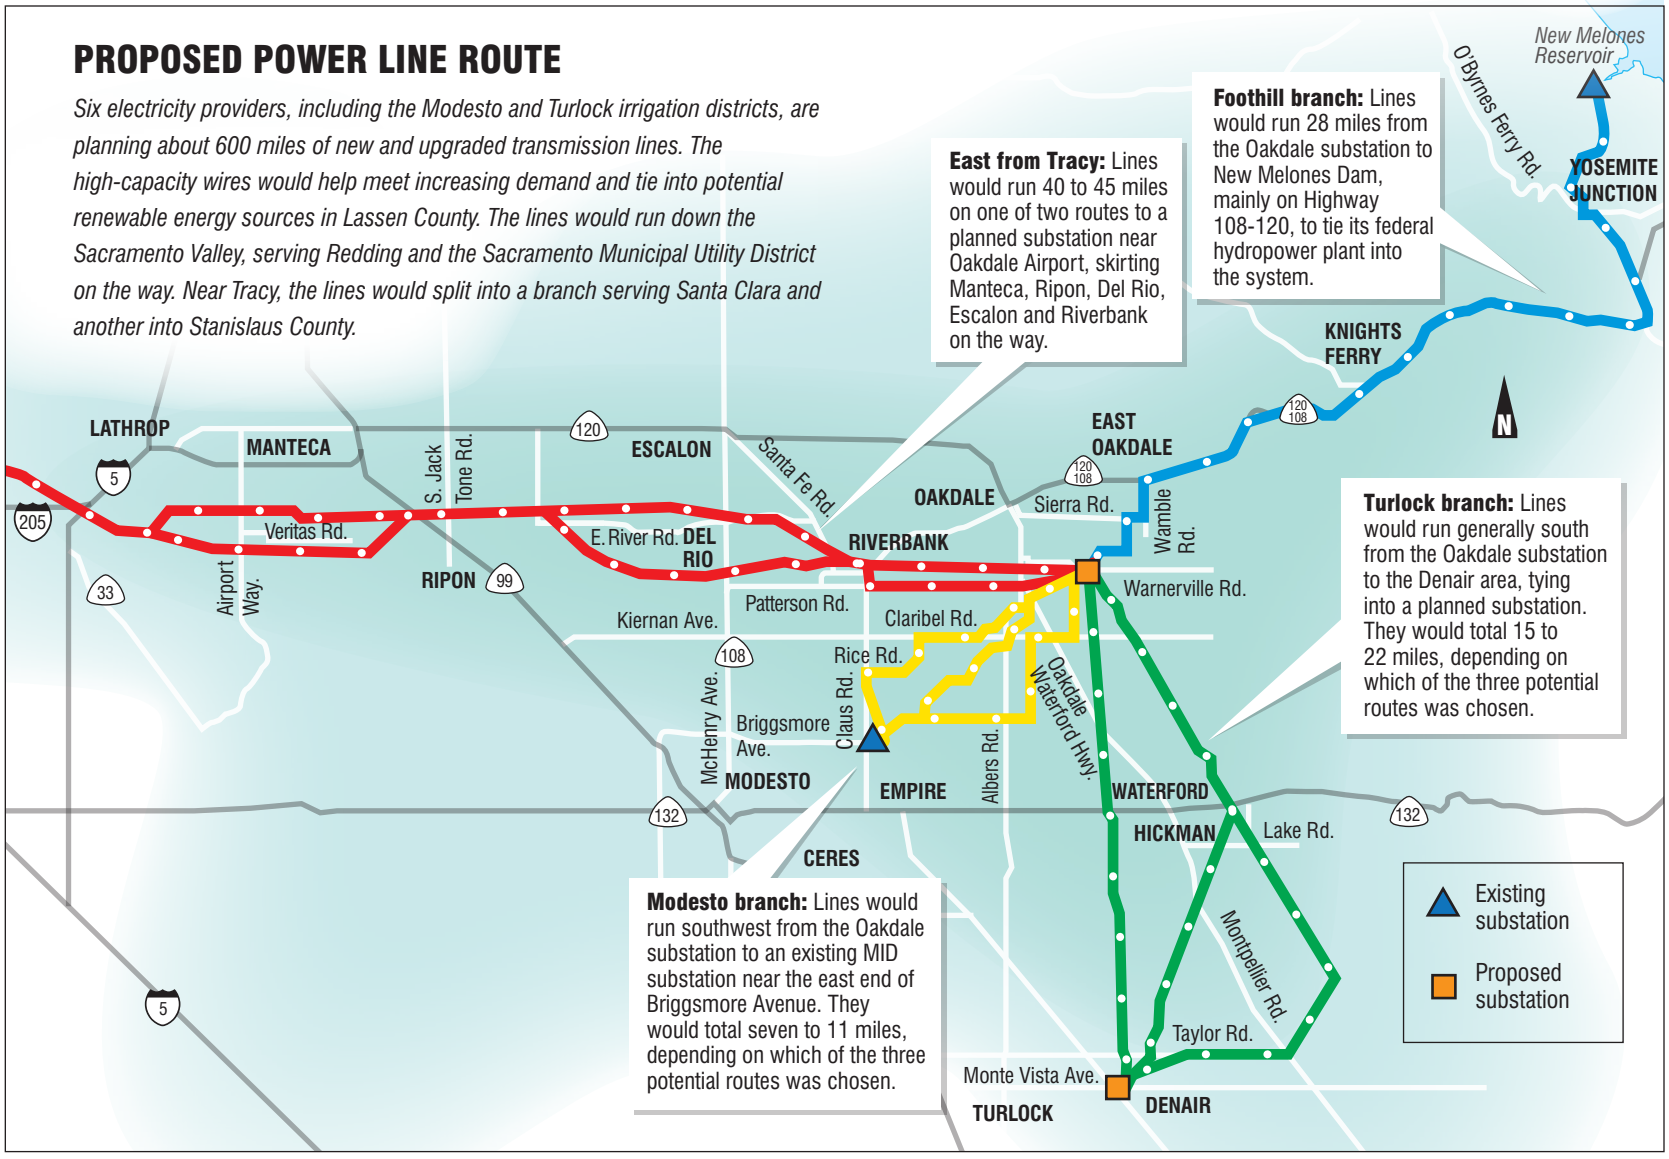 PROPOSED POWER LINE ROUTE
Six electricity providers, including the Modesto and Turlock irrigation districts, are
planning about 600 miles of new and upgraded transmission lines. The
high-capacity wires would help meet increasing demand and tie into potential
renewable energy sources in Lassen County. The lines would run down the
Sacramento Valley, serving Redding and the Sacramento Municipal Utility District
on the way. Near Tracy, the lines would split into a branch serving Santa Clara and
another into Stanislaus County.
East from Tracy: Lines
would run 40 to 45 miles
on one of two routes to a
planned substation near
Oakdale Airport, skirting
Manteca, Ripon, Del Rio,
Escalon and Riverbank
on the way.
Foothill branch: Lines
would run 28 miles from
the Oakdale substation to
New Melones Dam,
mainly on Highway
108-120, to tie its federal
hydropower plant into
the system.
New Melones
Reservoir
O'Byrnes Ferry Rd.
YOSEMITE
JUNCTION
KNIGHTS
FERRY
120
108
N
EAST
OAKDALE
120
108
LATHROP
MANTECA
5
205
S. Jack
Tone Rd.
120
ESCALON
Santa Fe Rd.
OAKDALE
Sierra Rd.
Wamble
Rd.
Veritas Rd.
E. River Rd.
DEL
RIO
RIVERBANK
33
Airport
Way.
RIPON
99
Patterson Rd.
Warnerville Rd.
Kiernan Ave.
Claribel Rd.
108
Rice Rd.
McHenry Ave.
Briggsmore
Ave.
Claus Rd.
Albers Rd.
Oakdale
Waterford Hwy.
MODESTO
EMPIRE
WATERFORD
132
132
HICKMAN
Lake Rd.
CERES
Turlock branch: Lines
would run generally south
from the Oakdale substation
to the Denair area, tying
into a planned substation.
They would total 15 to
22 miles, depending on
which of the three potential
routes was chosen.
Modesto branch: Lines would
run southwest from the Oakdale
substation to an existing MID
substation near the east end of
Briggsmore Avenue. They
would total seven to 11 miles,
depending on which of the three
potential routes was chosen.
5
Montpellier Rd.
Taylor Rd.
Monte Vista Ave.
TURLOCK
DENAIR
Existing
substation
Proposed
substation